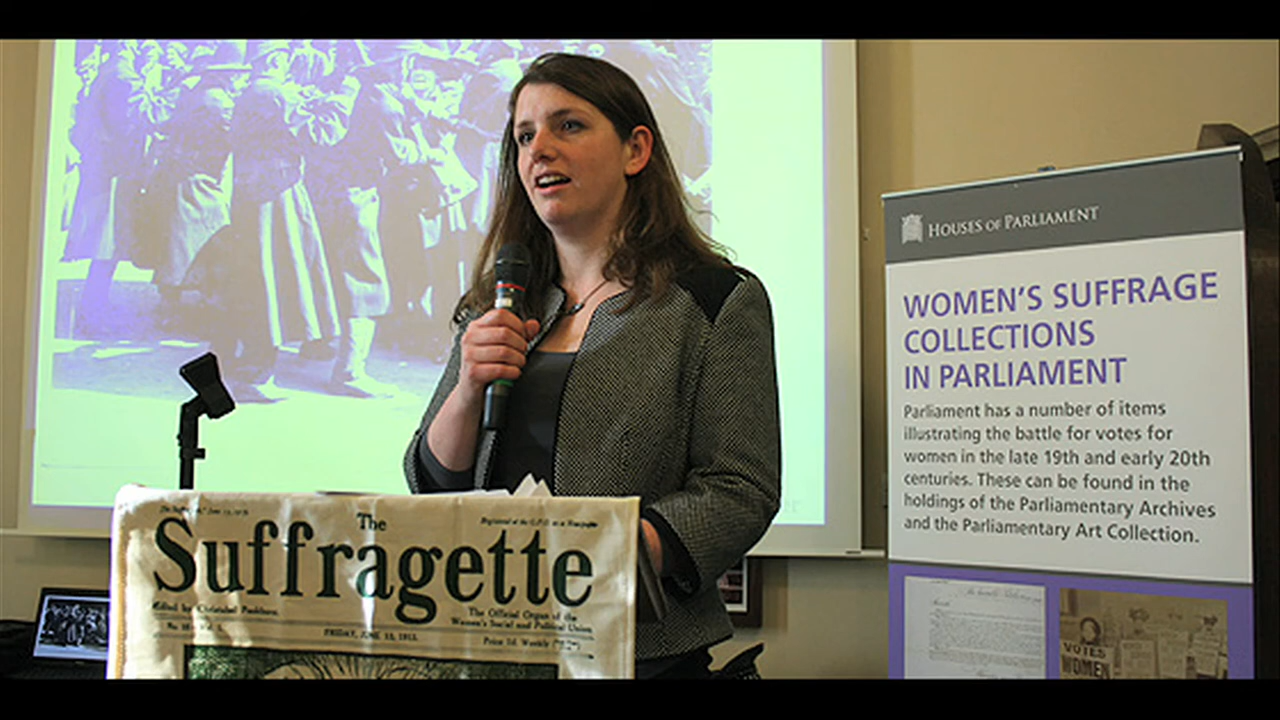 The
Suffragette
The Official Organ of the
Women's Social and Political Union.
FRIDAY, JUNE 13, 1913.
Price 1d. Weekly
HOUSES OF PARLIAMENT
WOMEN'S SUFFRAGE
COLLECTIONS
IN PARLIAMENT
Parliament has a number of items
illustrating the battle for votes for
women in the late 19th and early 20th
centuries. These can be found in the
holdings of the Parliamentary Archives
and the Parliamentary Art Collection.
VOTES
WOMEN